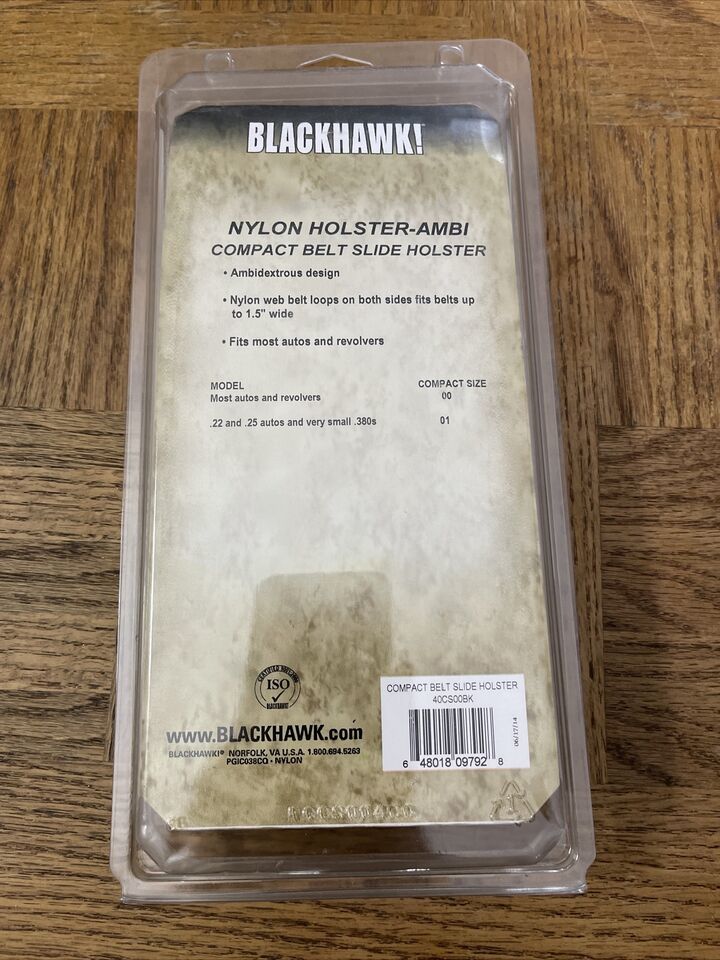 BLACKHAWK!
NYLON HOLSTER-AMBI
COMPACT BELT SLIDE HOLSTER
• Ambidextrous design
• Nylon web belt loops on both sides fits belts up
to 1.5" wide
• Fits most autos and revolvers
MODEL COMPACT SIZE
Most autos and revolvers 00
.22 and .25 autos and very small .380s 01
ISO
BLACKHAWK!
www.BLACKHAWK.com
BLACKHAWK!® NORFOLK, VA U.S.A. 1.800.694.5263
PGIC038CQ • NYLON
COMPACT BELT SLIDE HOLSTER
40CS00BK
06/17/14
6 48018 09792 8